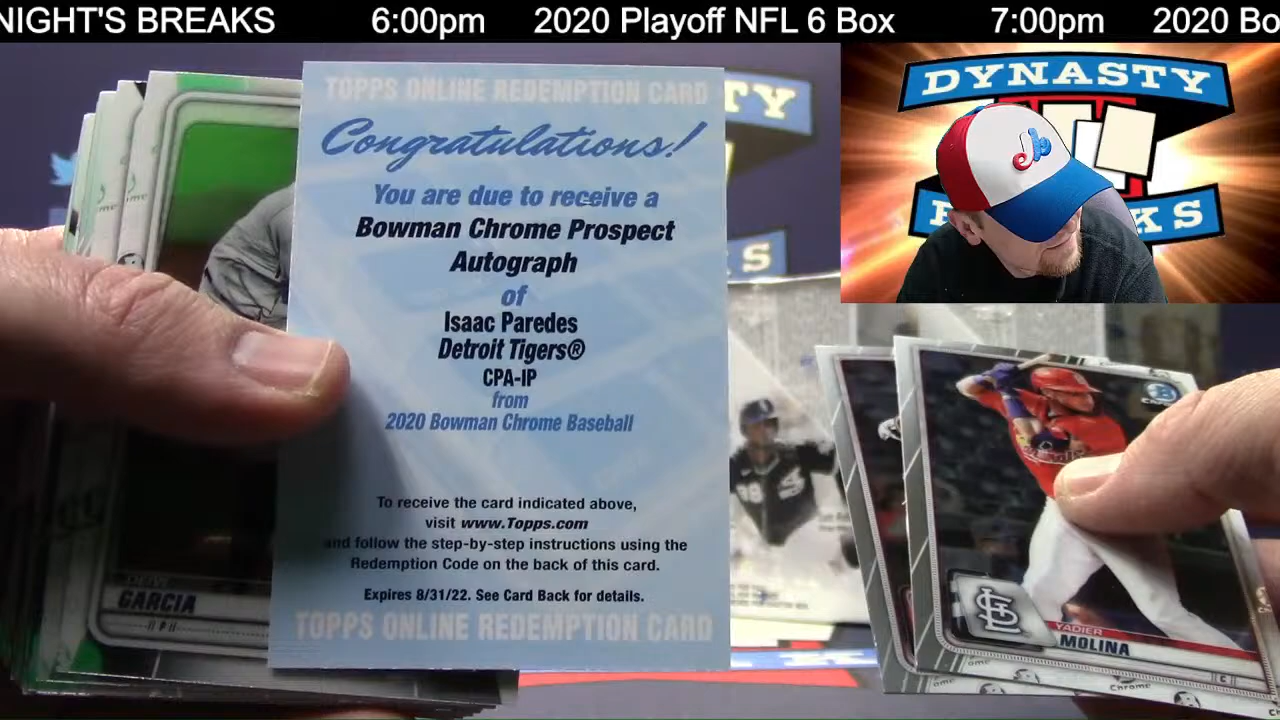 NIGHT'S BREAKS 6:00pm 2020 Playoff NFL 6 Box 7:00pm 2020 Bo
DYNASTY
TOPPS ONLINE REDEMPTION CARD
TY
Congratulations!
You are due to receive a
Bowman Chrome Prospect
Autograph
of
Isaac Paredes
Detroit Tigers®
CPA-IP
from
2020 Bowman Chrome Baseball
To receive the card indicated above,
visit www.Topps.com
and follow the step-by-step instructions using the
Redemption Code on the back of this card.
Expires 8/31/22. See Card Back for details.
TOPPS ONLINE REDEMPTION CARD
GARCIA
P
YADIER
MOLINA
C
Chrome